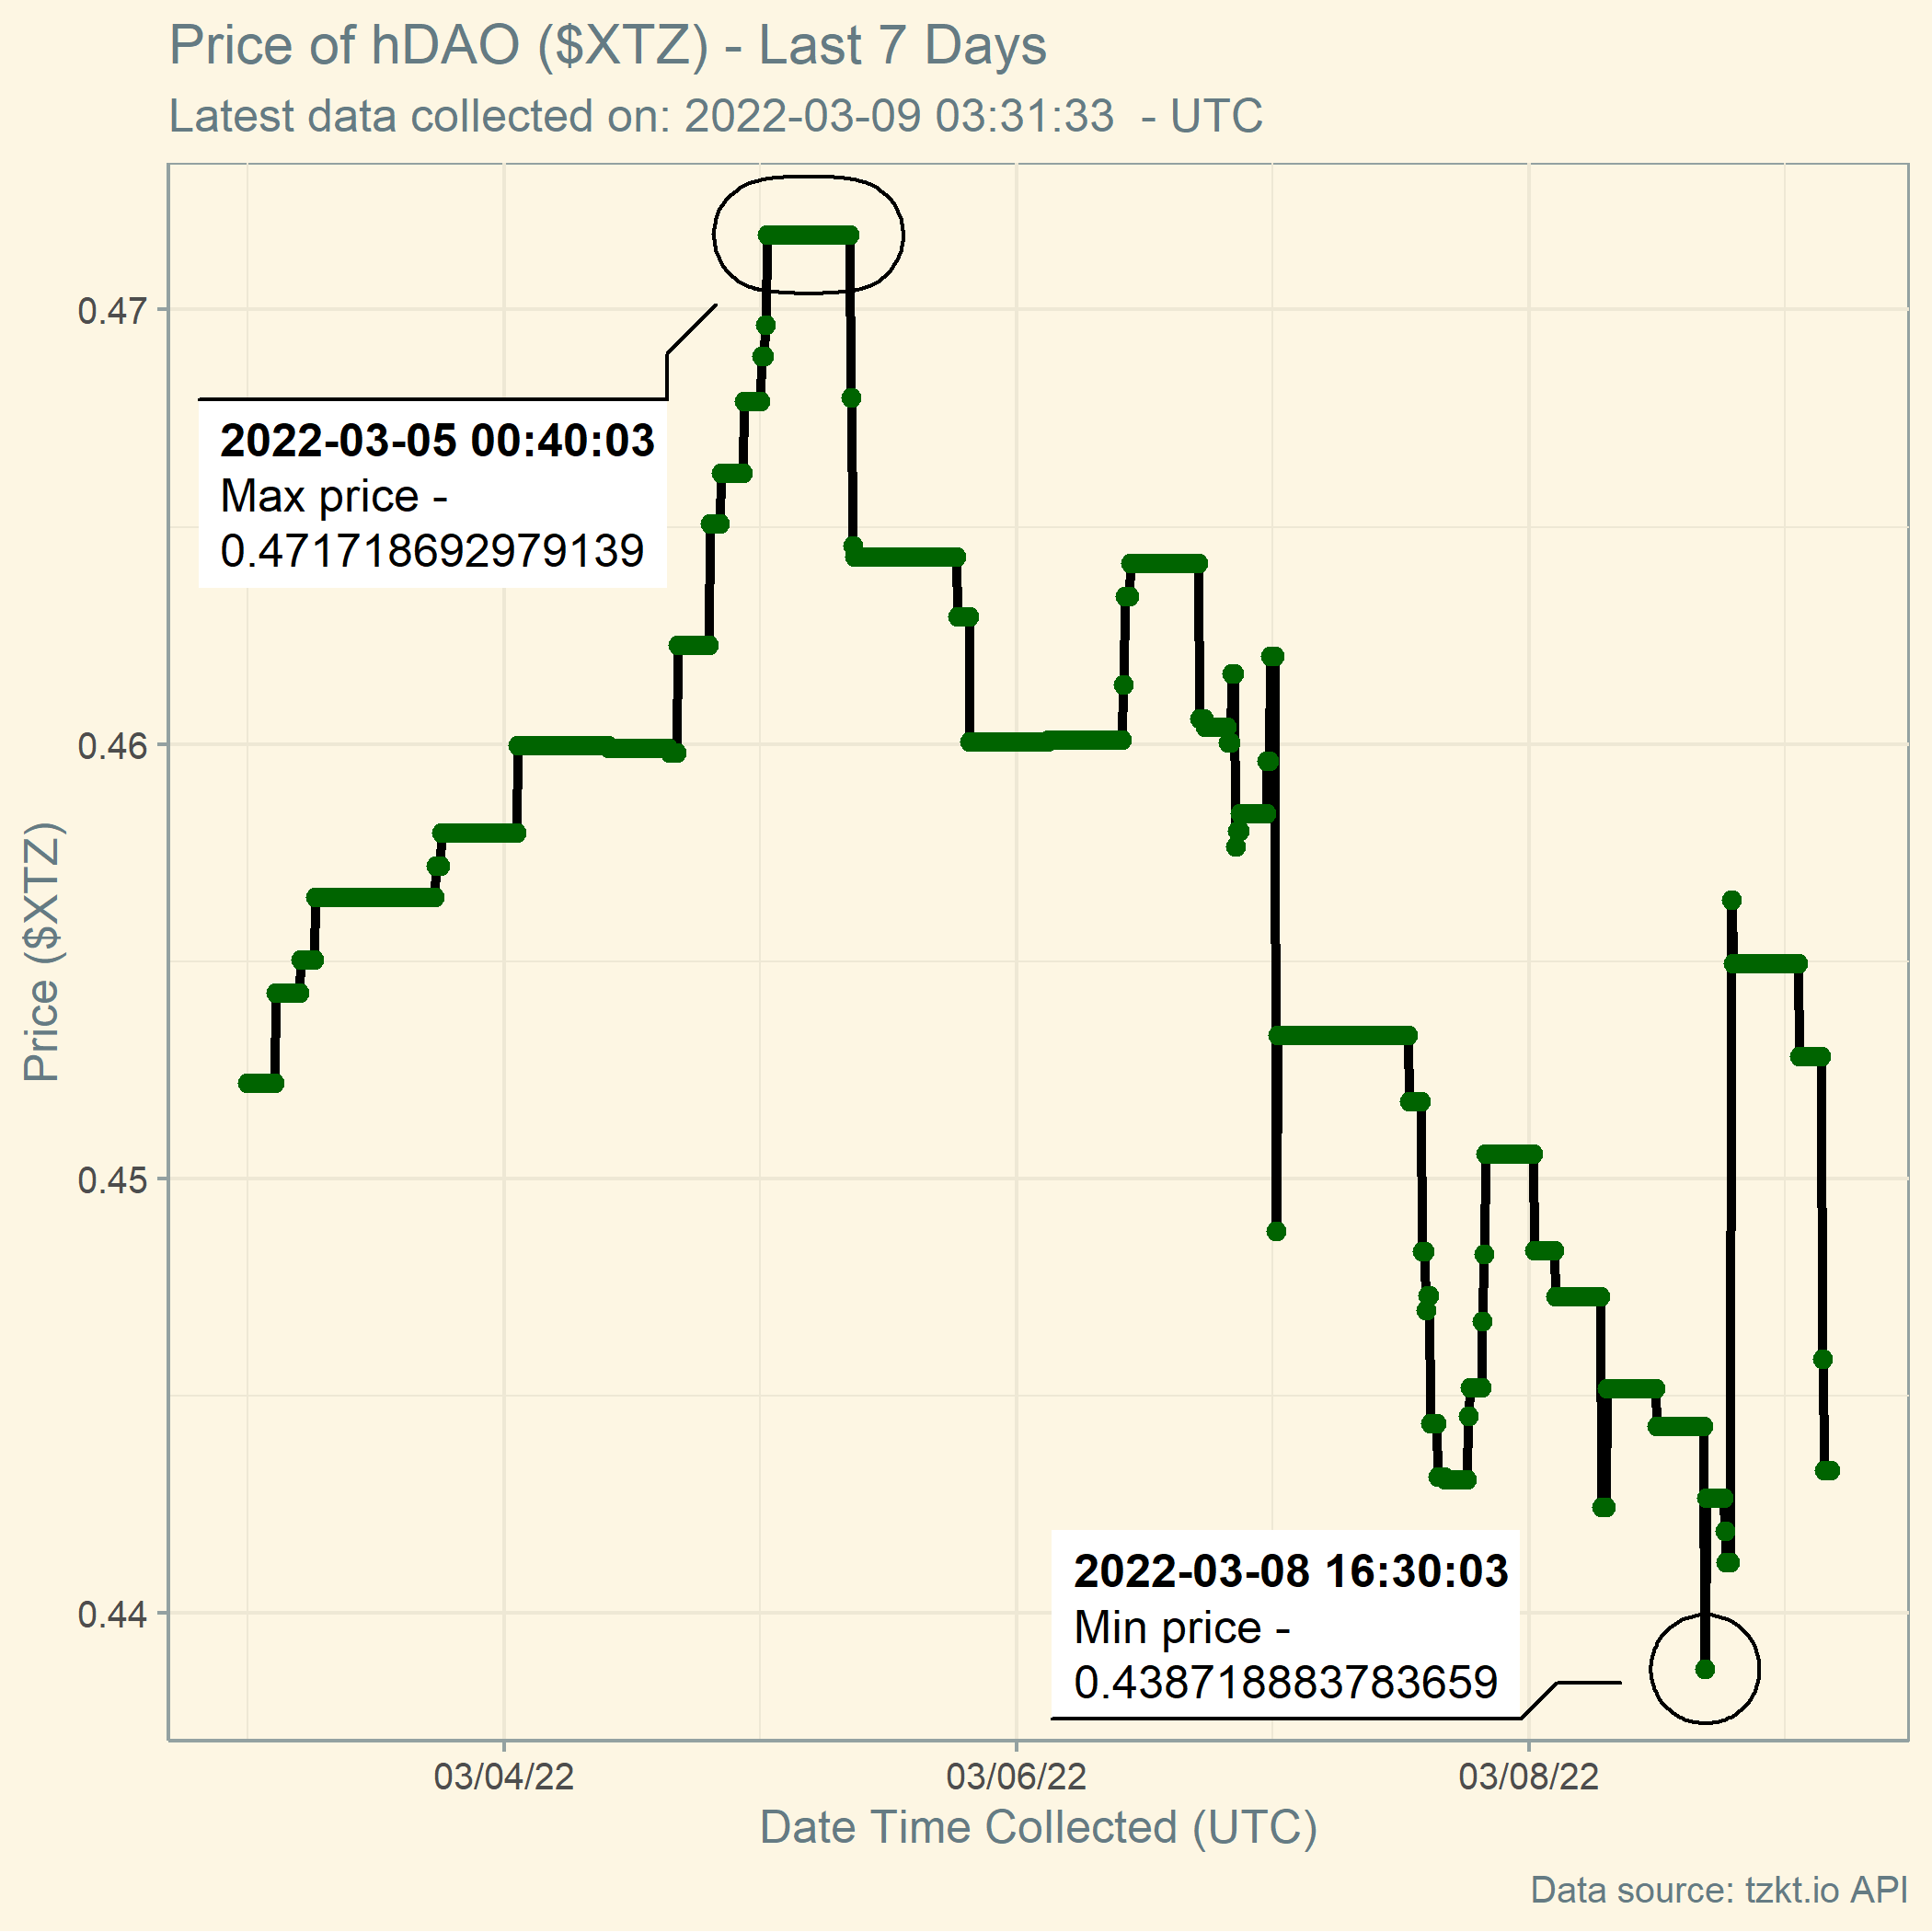 Price of hDAO ($XTZ) - Last 7 Days
Latest data collected on: 2022-03-09 03:31:33  - UTC
0.47
2022-03-05 00:40:03
Max price -
0.471718692979139
0.46
Price ($XTZ)
0.45
2022-03-08 16:30:03
Min price -
0.438718883783659
0.44
03/04/22
03/06/22
03/08/22
Date Time Collected (UTC)
Data source: tzkt.io API